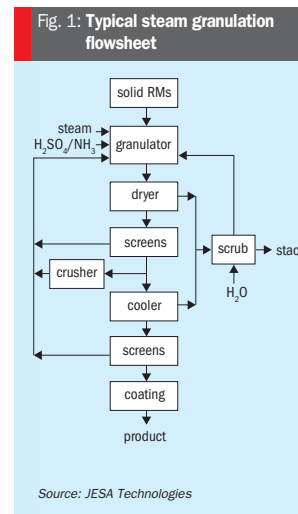 Fig. 1: Typical steam granulation
flowsheet
solid RMs
steam
H₂SO₄/NH₃
granulator
dryer
screens
scrub
stac
crusher
H₂O
cooler
screens
coating
product
Source: JESA Technologies